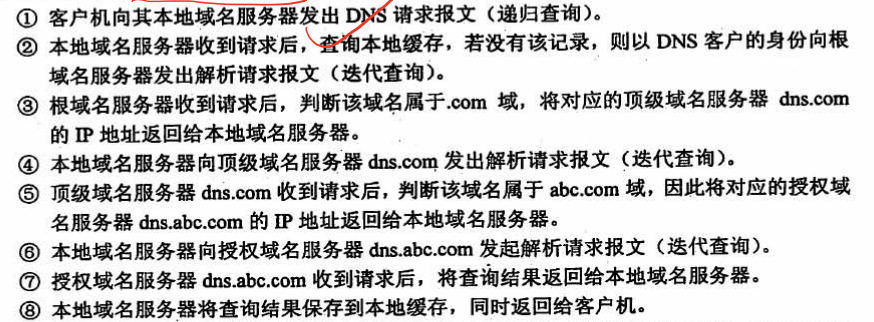 ① 客户机向其本地域名服务器发出 DNS 请求报文（递归查询）。
② 本地域名服务器收到请求后，查询本地缓存，若没有该记录，则以 DNS 客户的身份向根
域名服务器发出解析请求报文（迭代查询）。
③ 根域名服务器收到请求后，判断该域名属于.com 域，将对应的顶级域名服务器 dns.com
的 IP 地址返回给本地域名服务器。
④ 本地域名服务器向顶级域名服务器 dns.com 发出解析请求报文（迭代查询）。
⑤ 顶级域名服务器 dns.com 收到请求后，判断该域名属于 abc.com 域，因此将对应的授权域
名服务器 dns.abc.com 的 IP 地址返回给本地域名服务器。
⑥ 本地域名服务器向授权域名服务器 dns.abc.com 发起解析请求报文（迭代查询）。
⑦ 授权域名服务器 dns.abc.com 收到请求后，将查询结果返回给本地域名服务器。
⑧ 本地域名服务器将查询结果保存到本地缓存，同时返回给客户机。